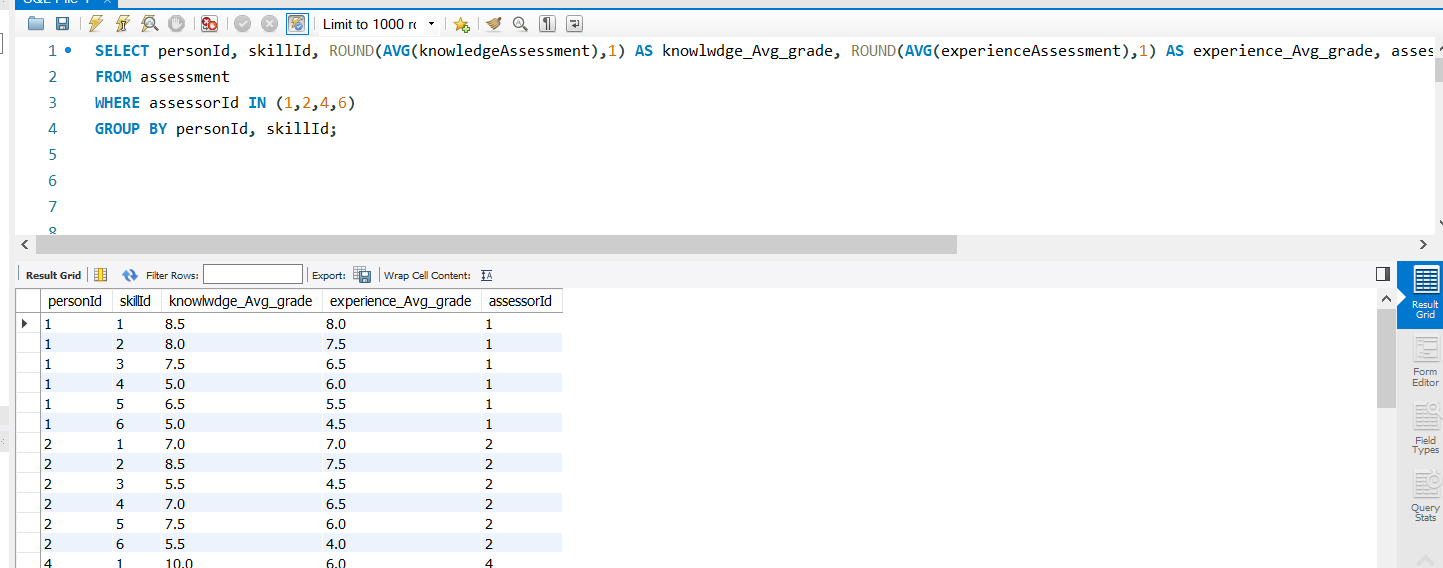 Limit to 1000 rc
1 SELECT personId, skillId, ROUND(AVG(knowledgeAssessment),1) AS knowlwdge_Avg_grade, ROUND(AVG(experienceAssessment),1) AS experience_Avg_grade, asses
2 FROM assessment
3 WHERE assessorId IN (1,2,4,6)
4 GROUP BY personId, skillId;
5
6
7
8
Result Grid Filter Rows: Export: Wrap Cell Content:
personId skillId knowlwdge_Avg_grade experience_Avg_grade assessorId
1 1 8.5 8.0 1
1 2 8.0 7.5 1
1 3 7.5 6.5 1
1 4 5.0 6.0 1
1 5 6.5 5.5 1
1 6 5.0 4.5 1
2 1 7.0 7.0 2
2 2 8.5 7.5 2
2 3 5.5 4.5 2
2 4 7.0 6.5 2
2 5 7.5 6.0 2
2 6 5.5 4.0 2
4 1 10.0 6.0 4
Result
Grid
Form
Editor
Field
Types
Query
Stats